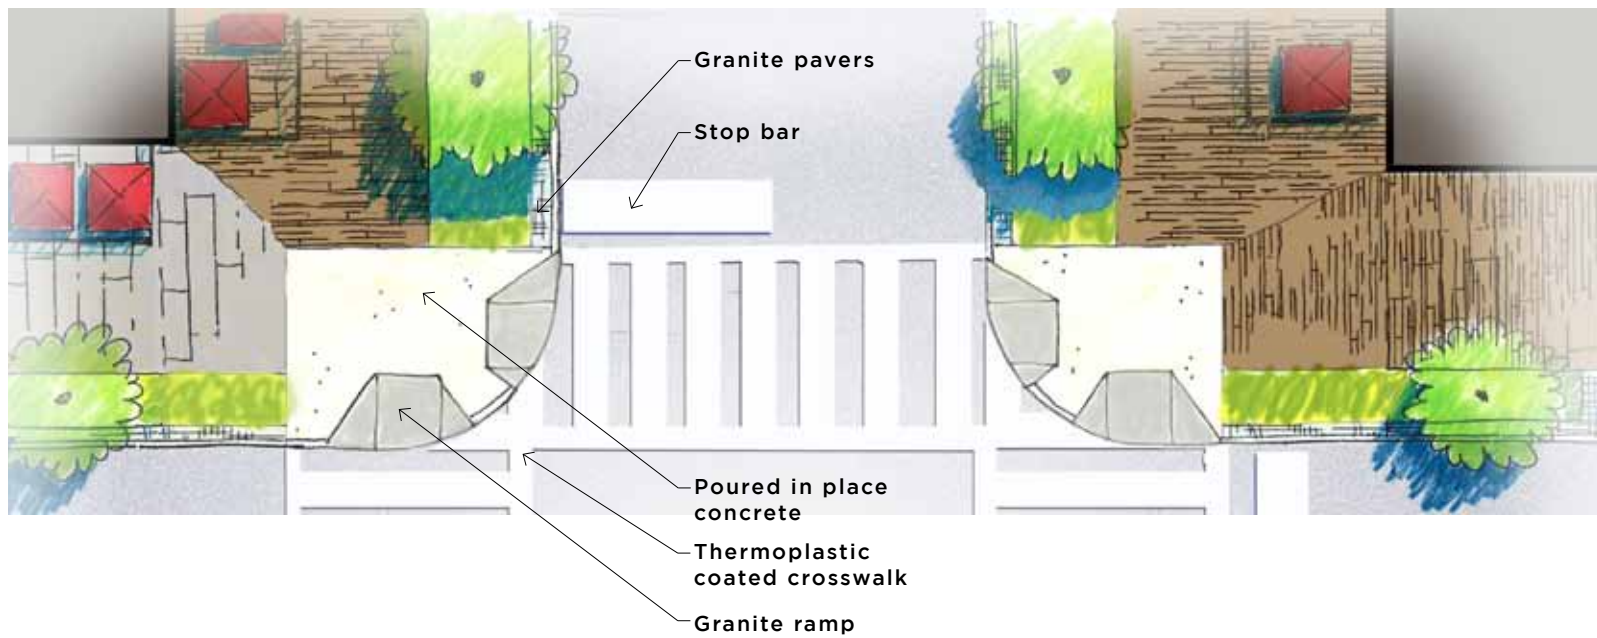 Granite pavers
Stop bar
Poured in place
concrete
Thermoplastic
coated crosswalk
Granite ramp